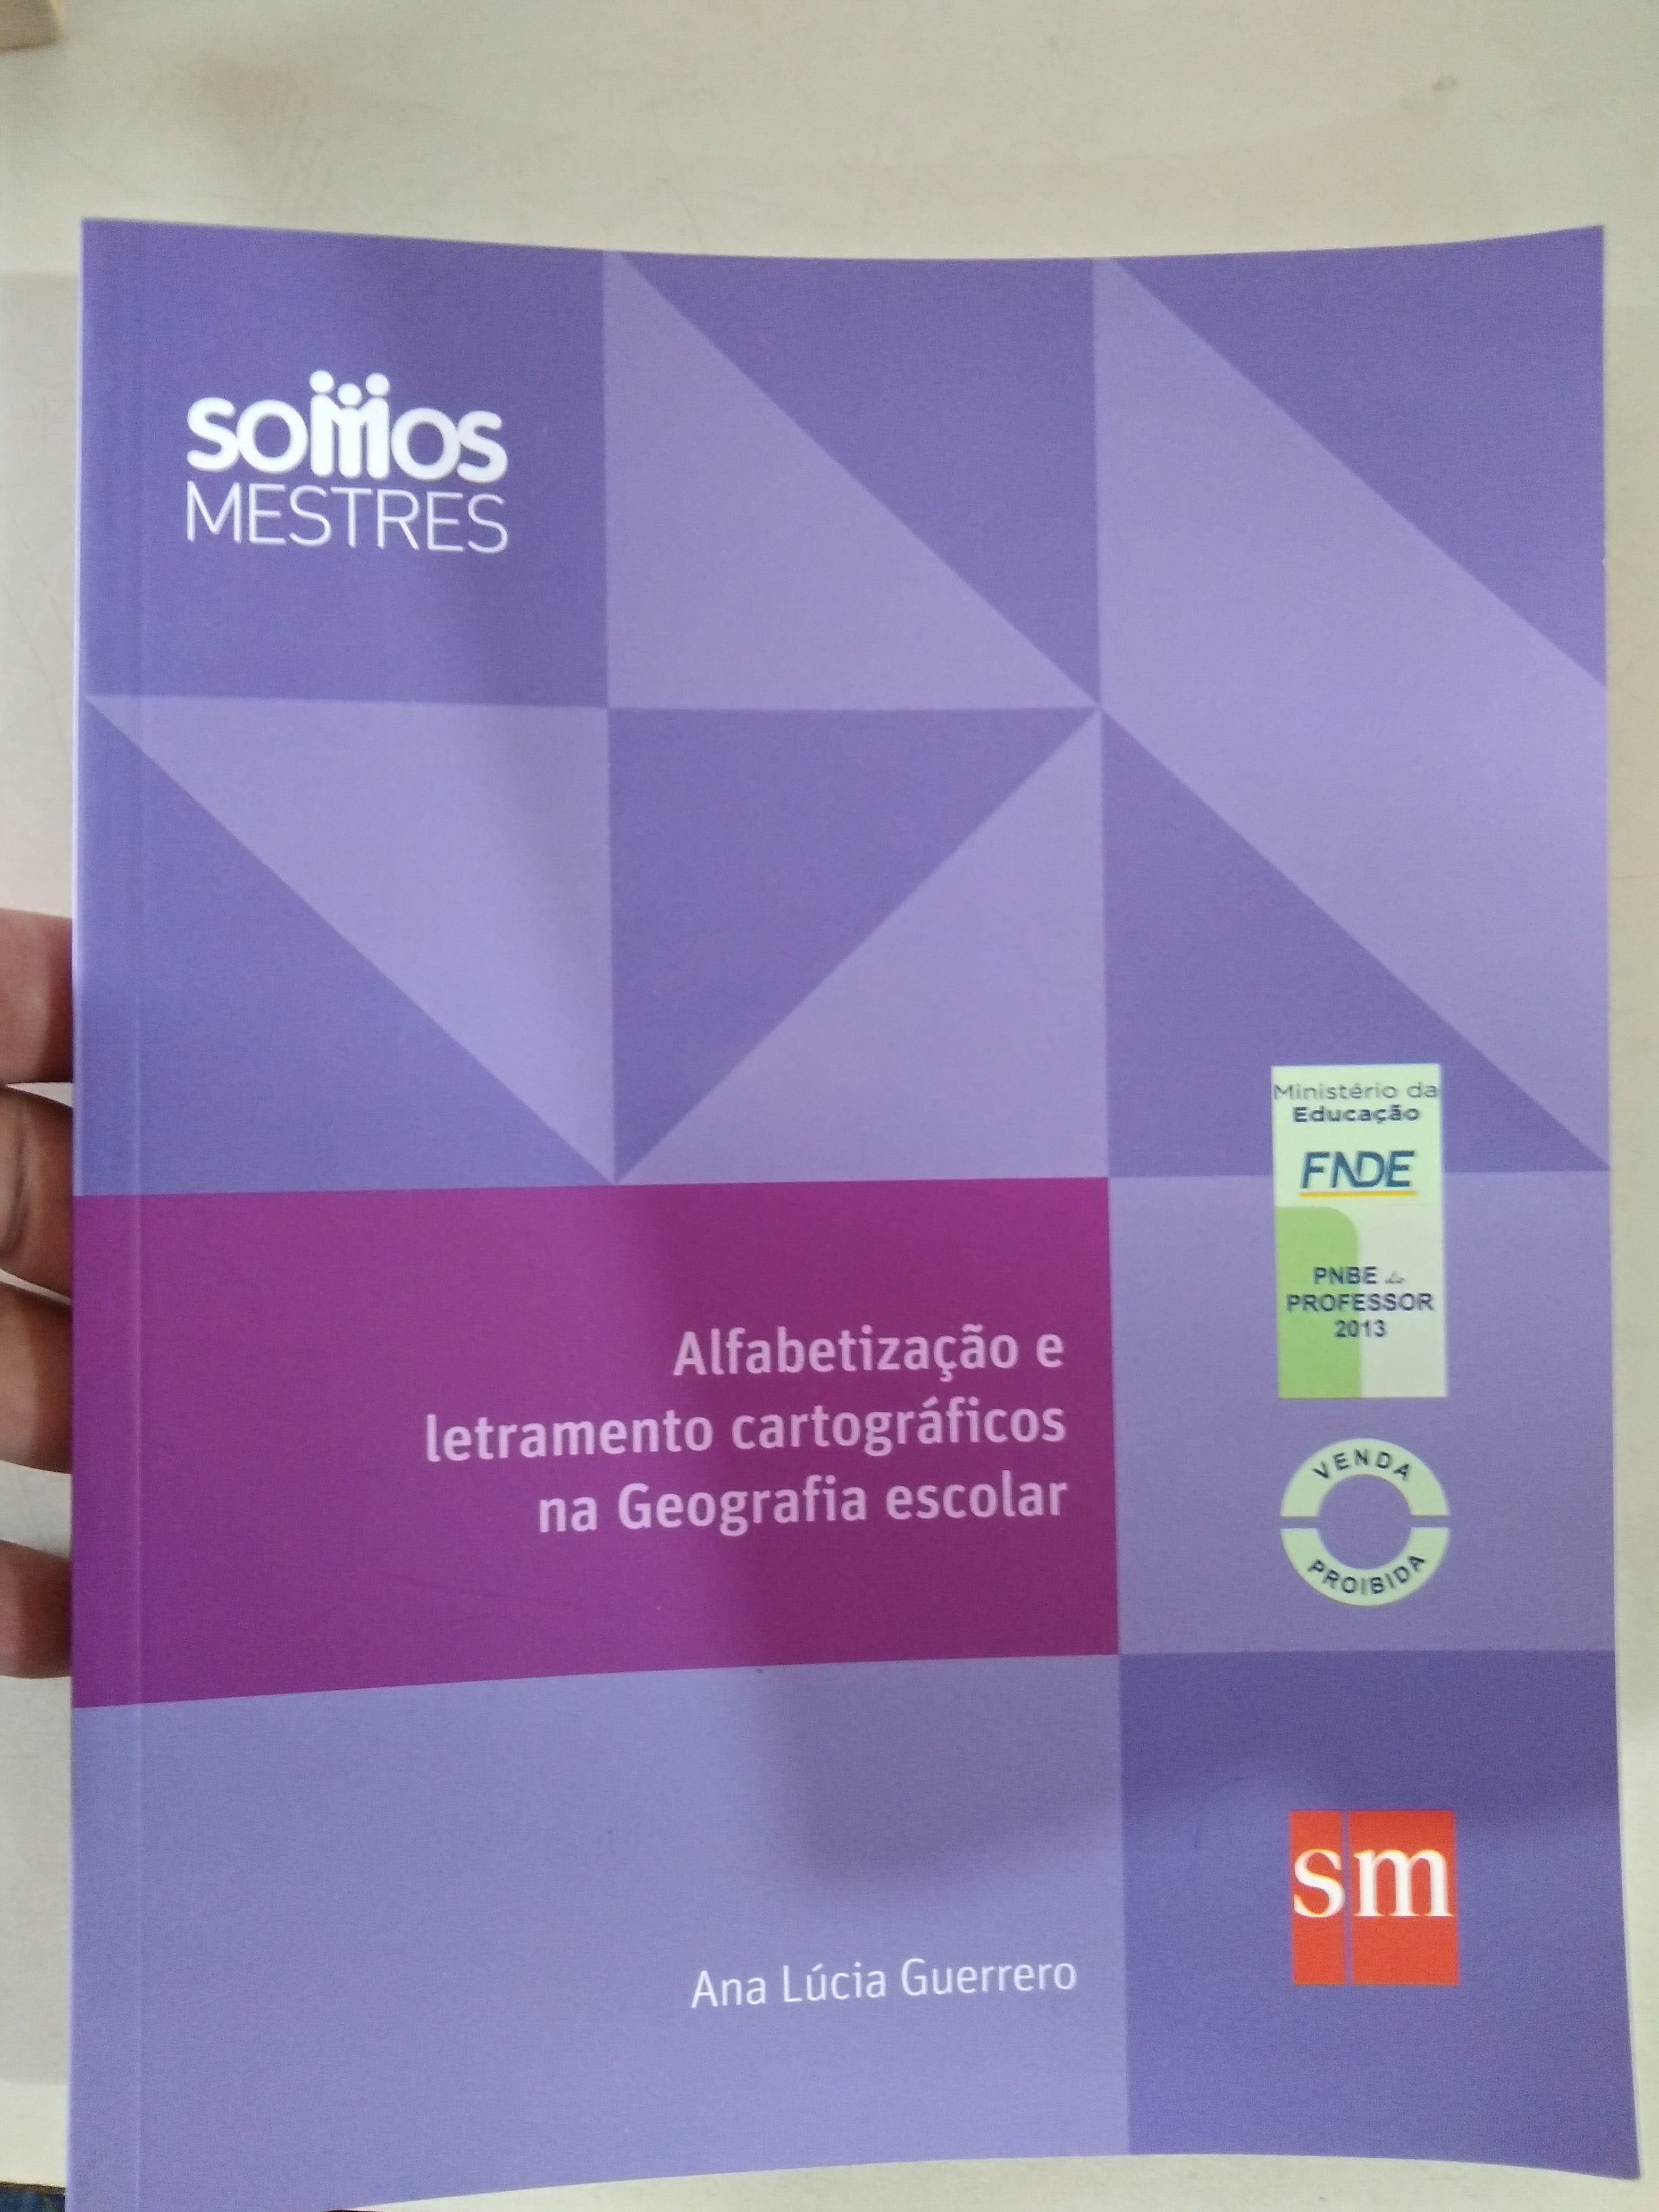 somos
MESTRES
Ministério da
Educação
FNDE
PNBE do
PROFESSOR
2013
Alfabetização e
letramento cartográficos
na Geografia escolar
VENDA
PROIBIDA
sm
Ana Lúcia Guerrero